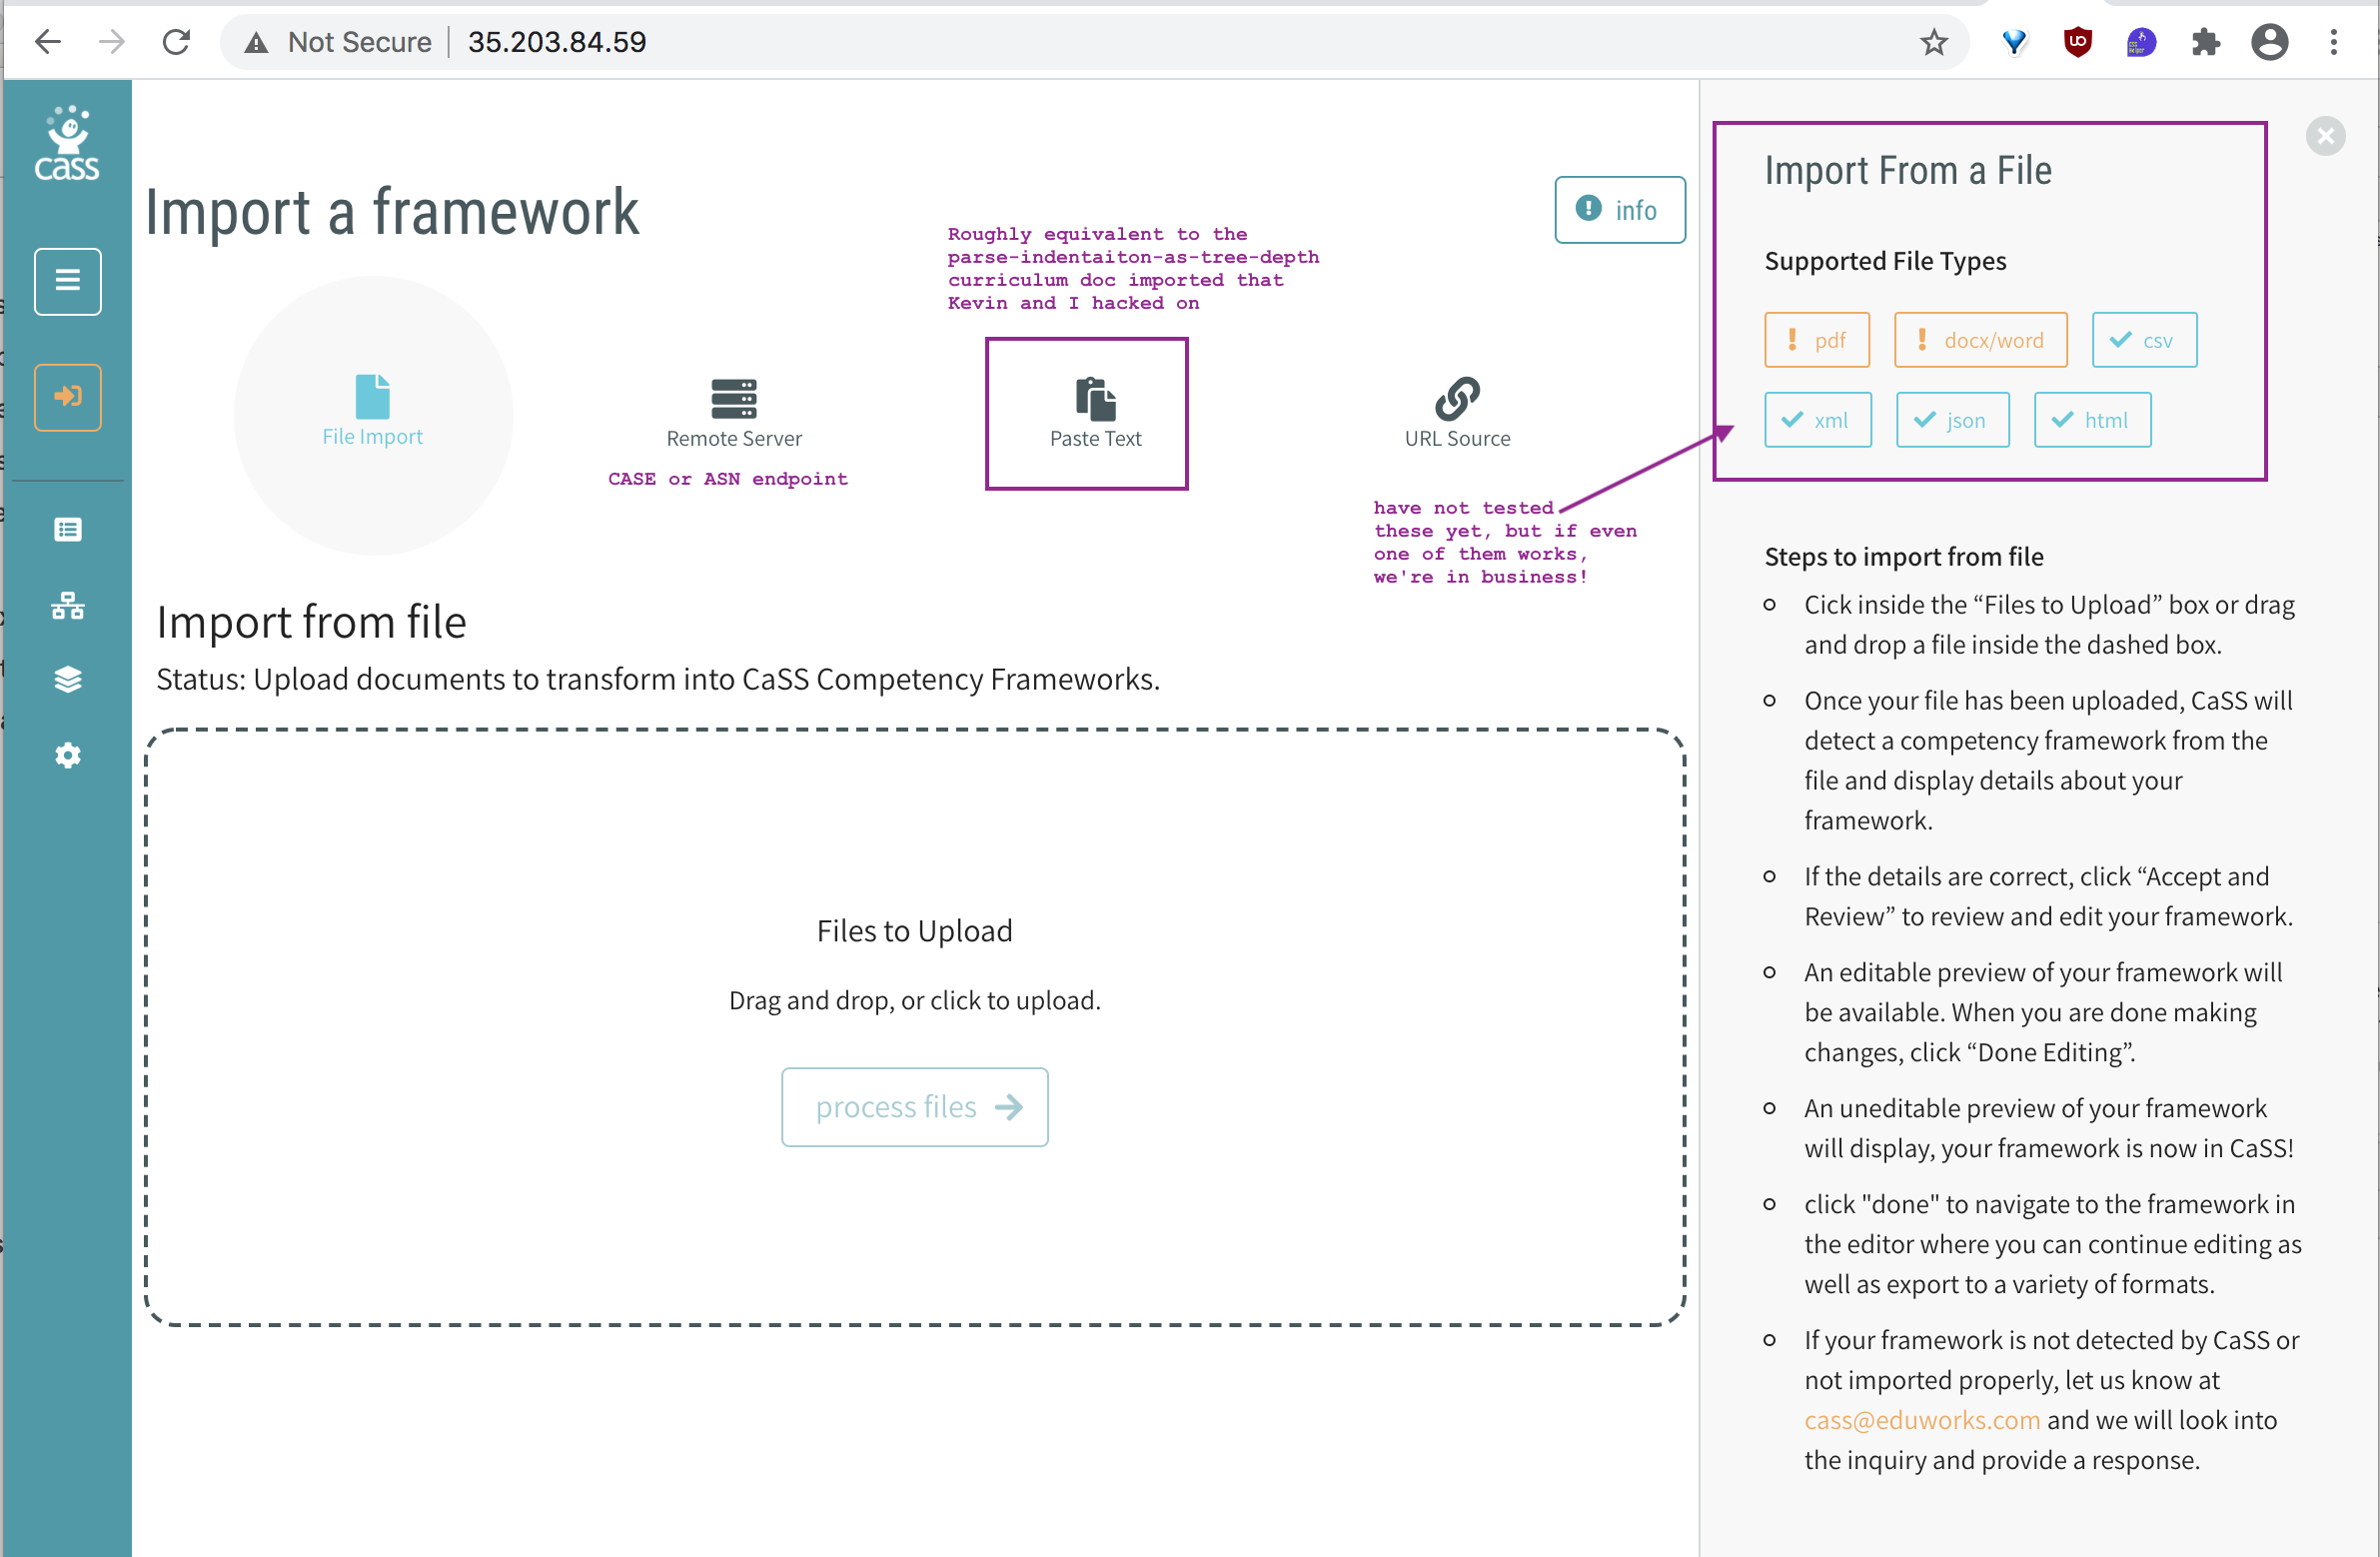 Not Secure 35.203.84.59
cass
Import a framework
info
Roughly equivalent to the
parse-indentaiton-as-tree-depth
curriculum doc imported that
Kevin and I hacked on
File Import
Remote Server
Paste Text
URL Source
CASE or ASN endpoint
have not tested
these yet, but if even
one of them works,
we're in business!
Import from file
Status: Upload documents to transform into CaSS Competency Frameworks.
Files to Upload
Drag and drop, or click to upload.
process files
Import From a File
Supported File Types
pdf docx/word csv
xml json html
Steps to import from file
Cick inside the “Files to Upload” box or drag
and drop a file inside the dashed box.
Once your file has been uploaded, CaSS will
detect a competency framework from the
file and display details about your
framework.
If the details are correct, click “Accept and
Review” to review and edit your framework.
An editable preview of your framework will
be available. When you are done making
changes, click “Done Editing”.
An uneditable preview of your framework
will display, your framework is now in CaSS!
click "done" to navigate to the framework in
the editor where you can continue editing as
well as export to a variety of formats.
If your framework is not detected by CaSS or
not imported properly, let us know at
cass@eduworks.com and we will look into
the inquiry and provide a response.